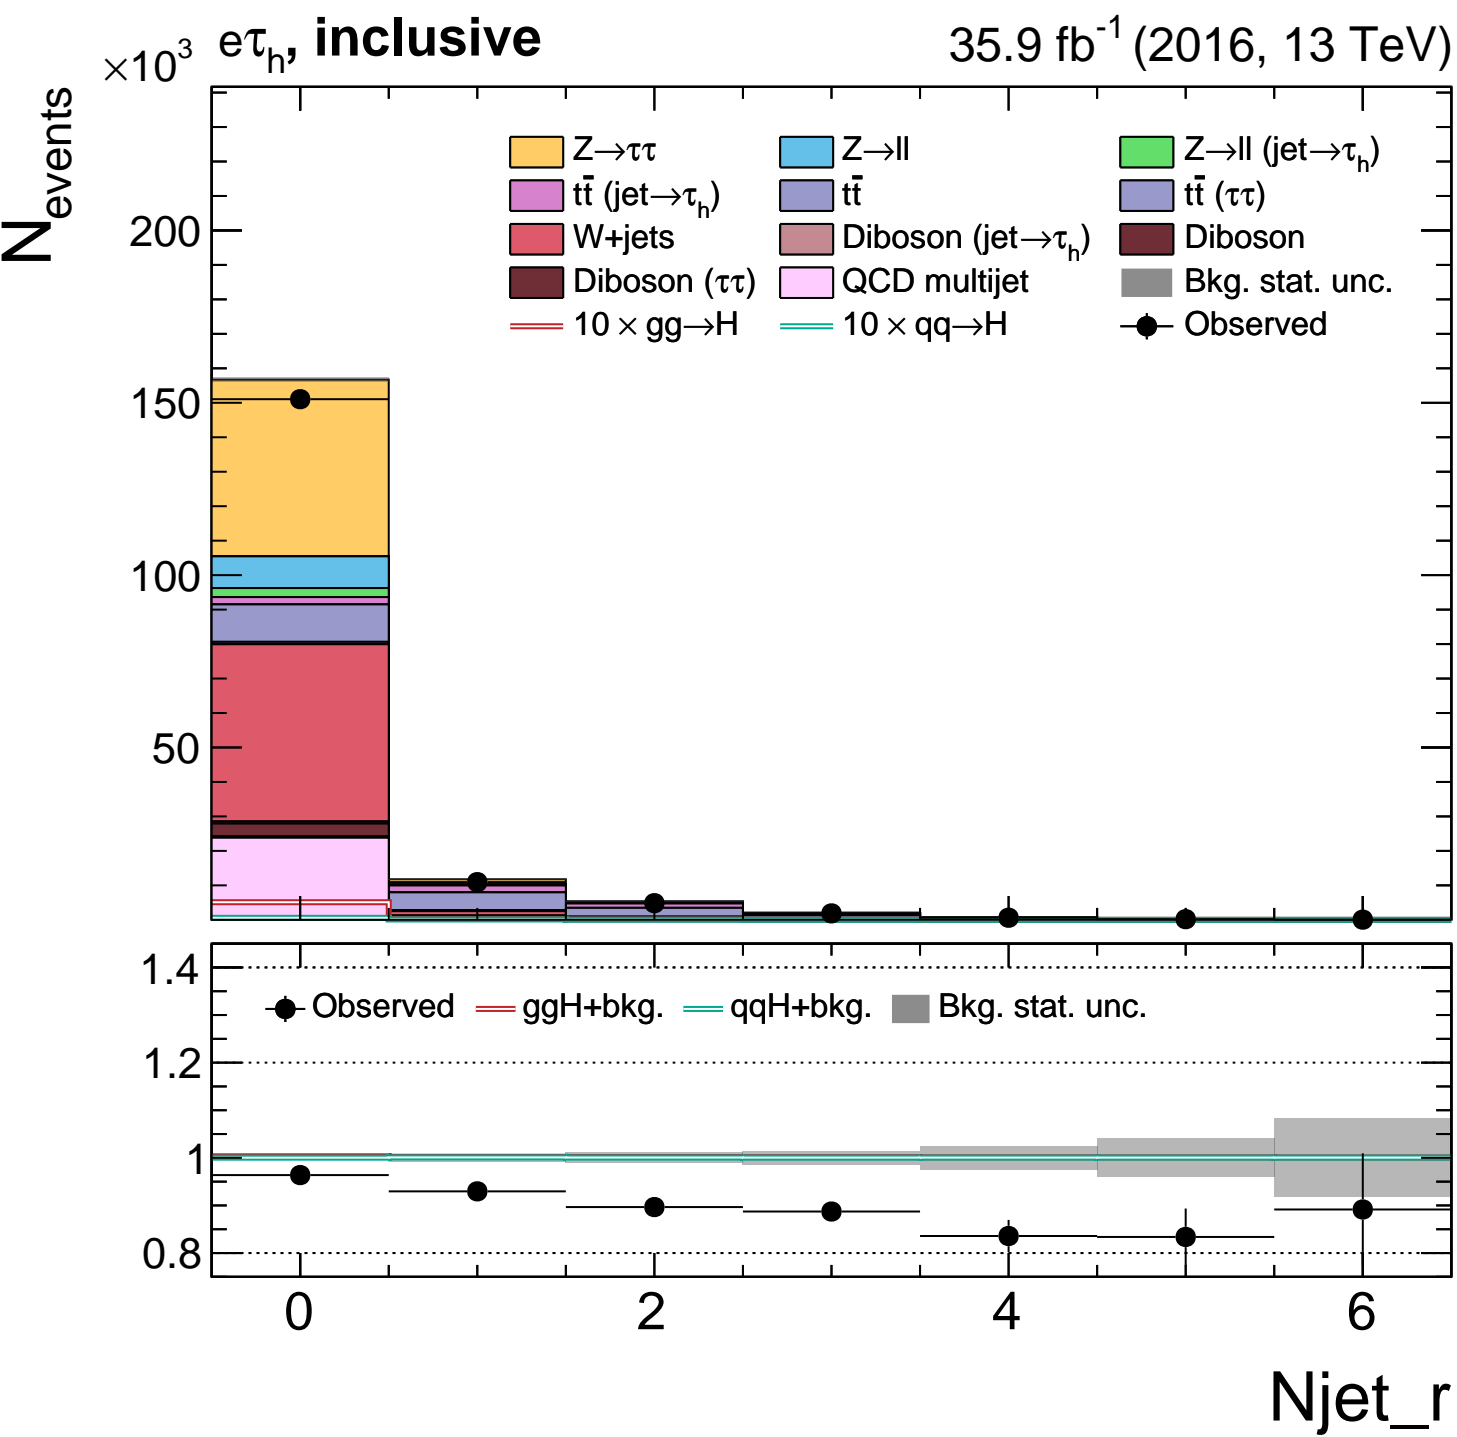 ×10³ eτₕ, inclusive 35.9 fb⁻¹ (2016, 13 TeV)
N_events
Z→ττ Z→ll Z→ll (jet→τₕ)
tt̄ (jet→τₕ) tt̄ tt̄ (ττ)
W+jets Diboson (jet→τₕ) Diboson
Diboson (ττ) QCD multijet Bkg. stat. unc.
10 × gg→H 10 × qq→H Observed
200
150
100
50
1.4
Observed ggH+bkg. qqH+bkg. Bkg. stat. unc.
1.2
1
0.8
0 2 4 6
Njet_r